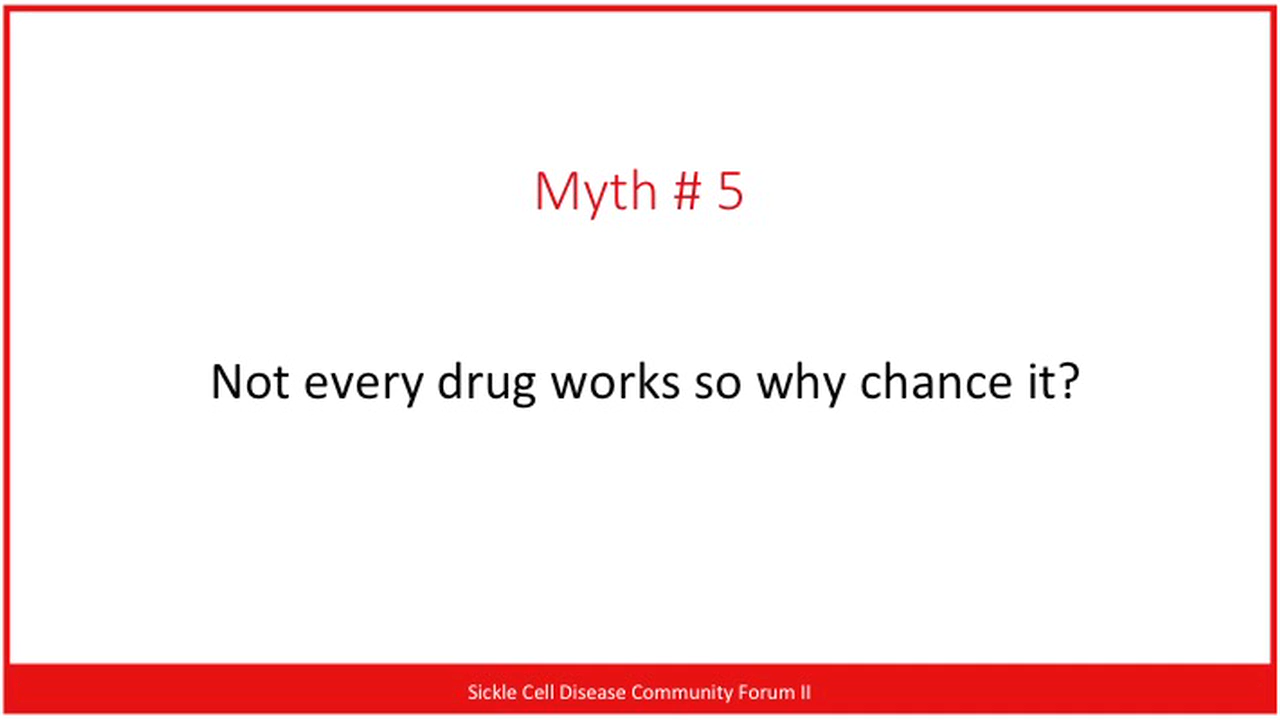 Myth # 5
Not every drug works so why chance it?
Sickle Cell Disease Community Forum II